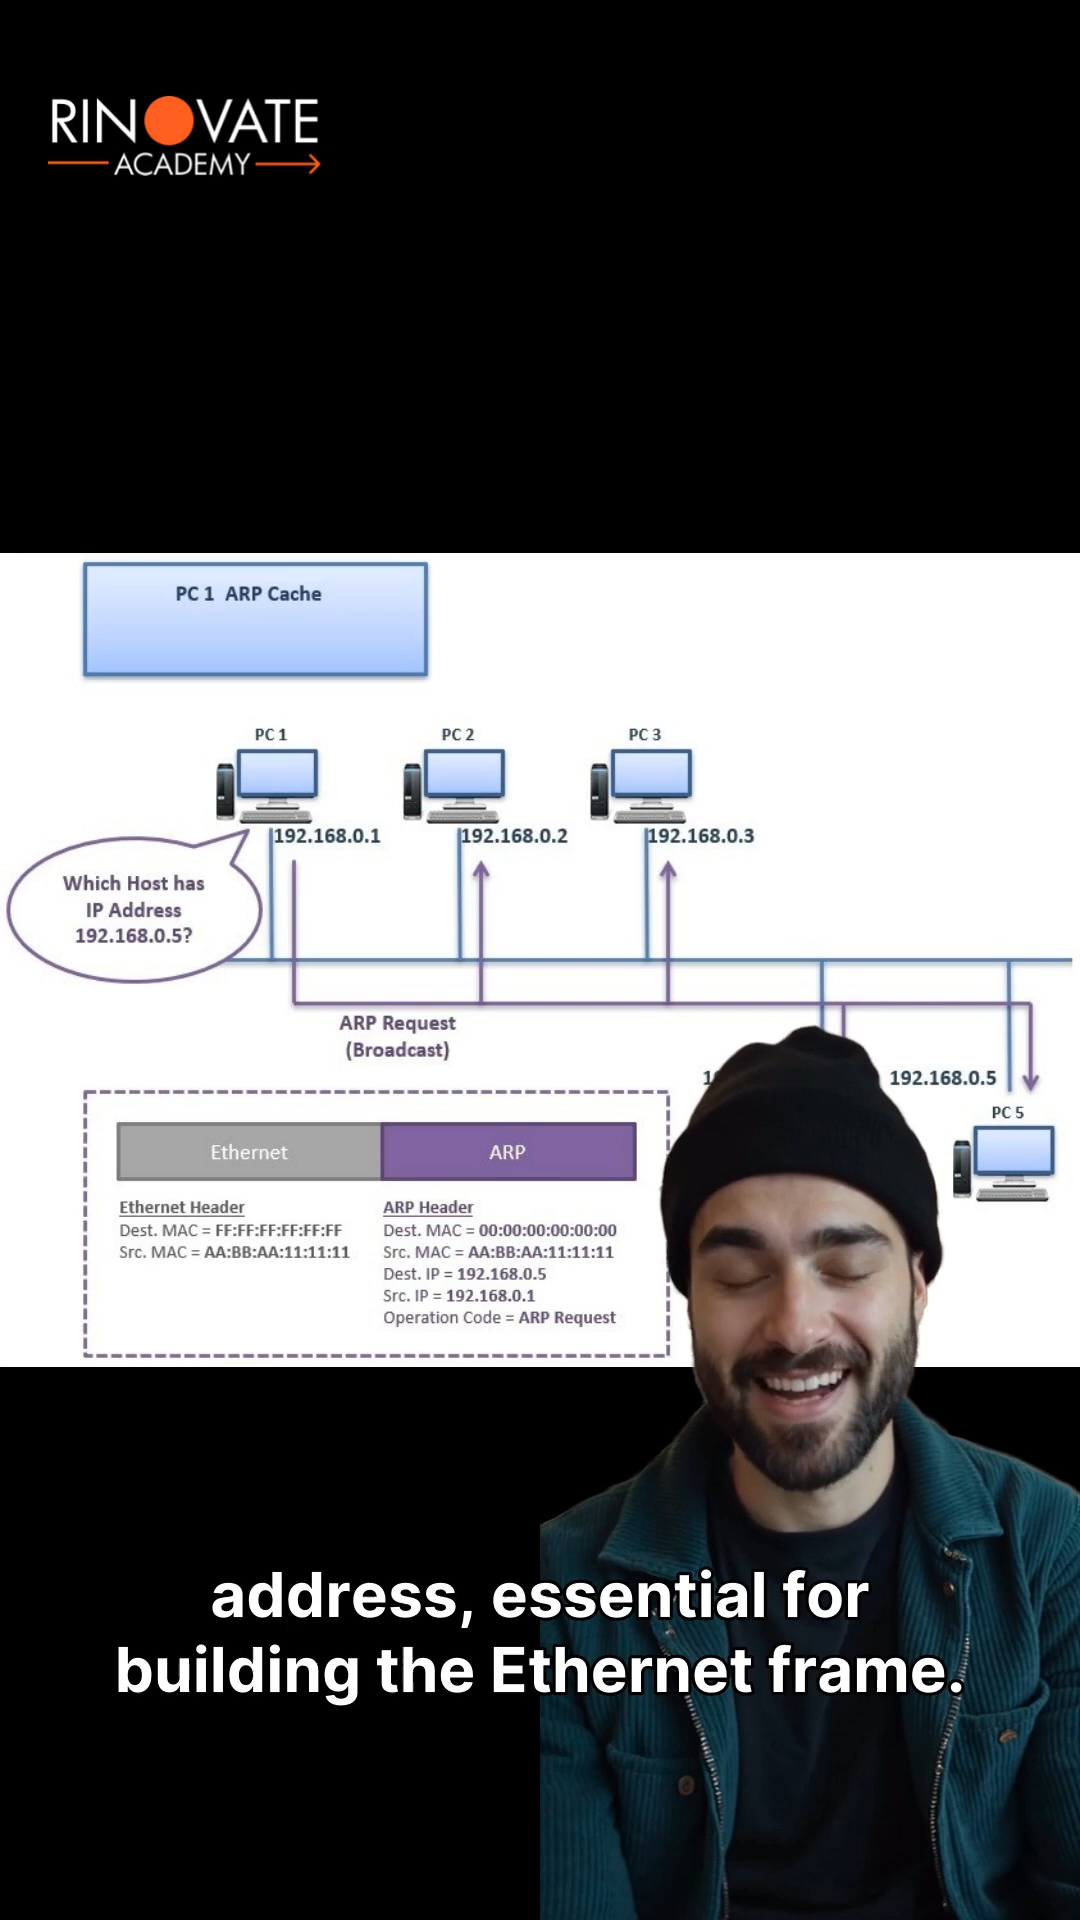 RINOVATE
ACADEMY
PC 1 ARP Cache
PC 1
PC 2
PC 3
192.168.0.1
192.168.0.2
192.168.0.3
Which Host has
IP Address
192.168.0.5?
ARP Request
(Broadcast)
192.168.0.5
PC 5
Ethernet
ARP
Ethernet Header
Dest. MAC = FF:FF:FF:FF:FF:FF
Src. MAC = AA:BB:AA:11:11:11
ARP Header
Dest. MAC = 00:00:00:00:00:00
Src. MAC = AA:BB:AA:11:11:11
Dest. IP = 192.168.0.5
Src. IP = 192.168.0.1
Operation Code = ARP Request
address, essential for
building the Ethernet frame.